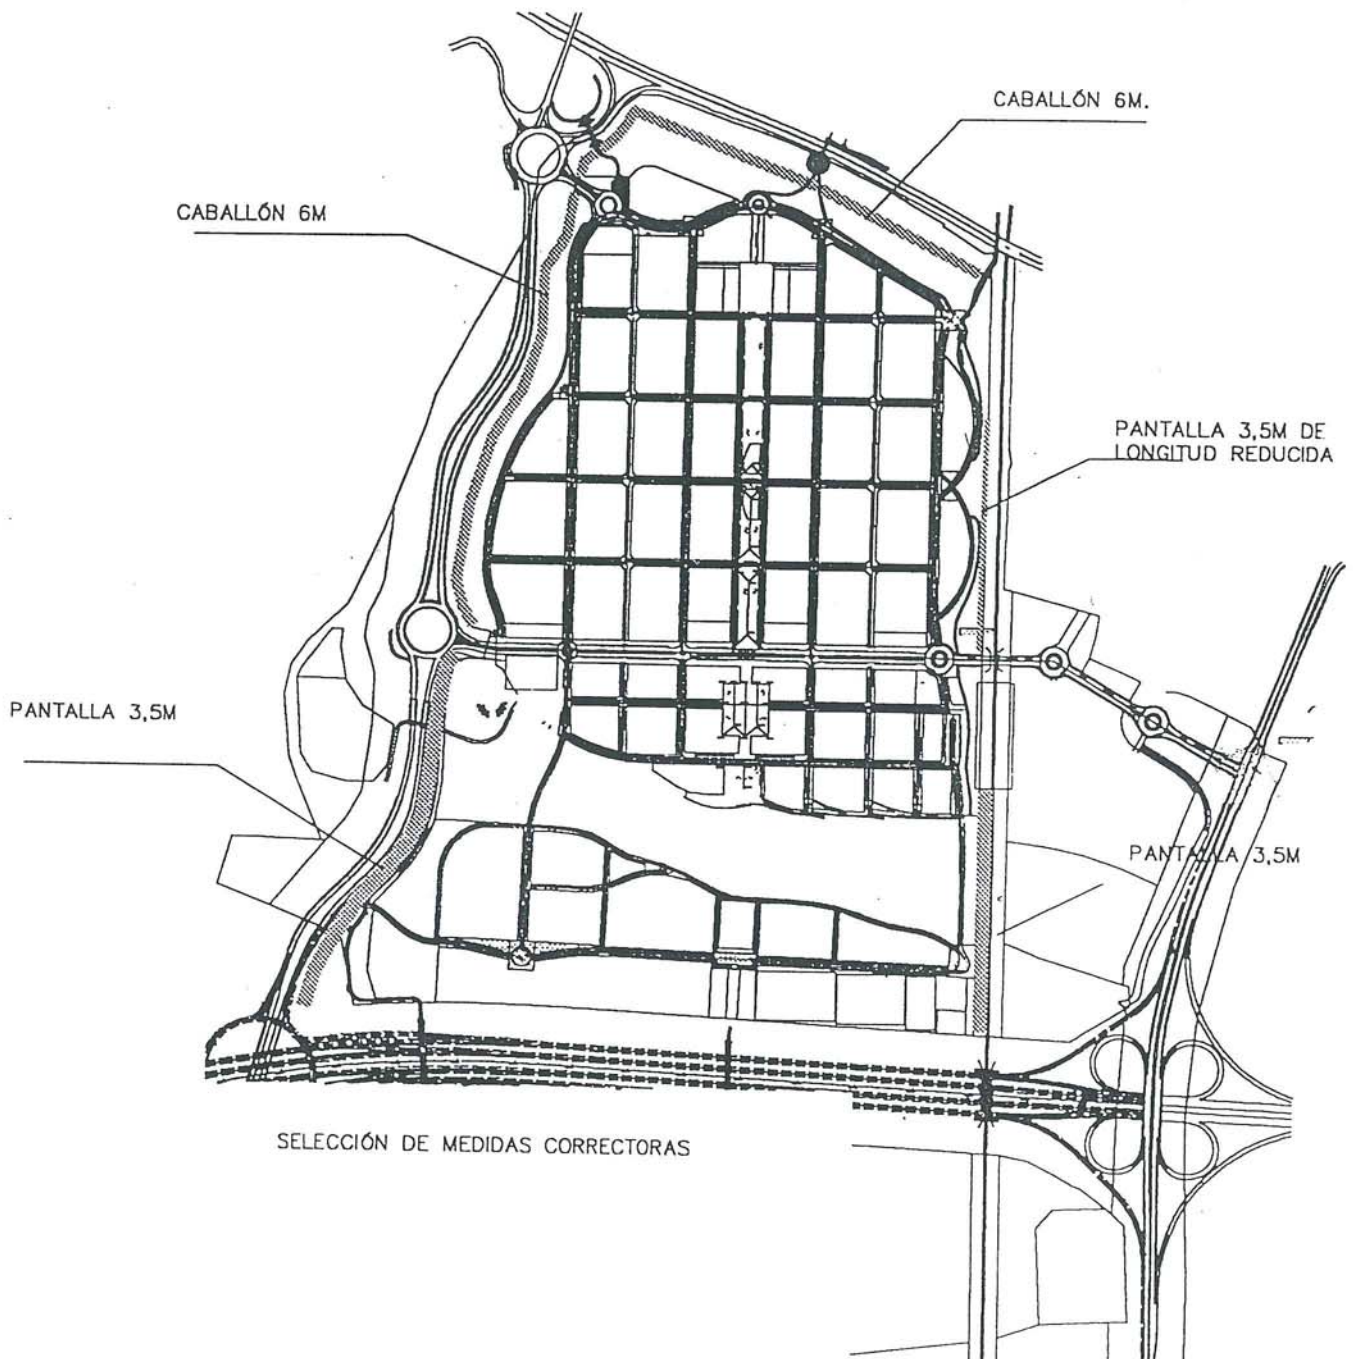 CABALLÓN 6M.
CABALLÓN 6M
PANTALLA 3,5M DE
LONGITUD REDUCIDA
PANTALLA 3,5M
PANTALLA 3,5M
SELECCIÓN DE MEDIDAS CORRECTORAS